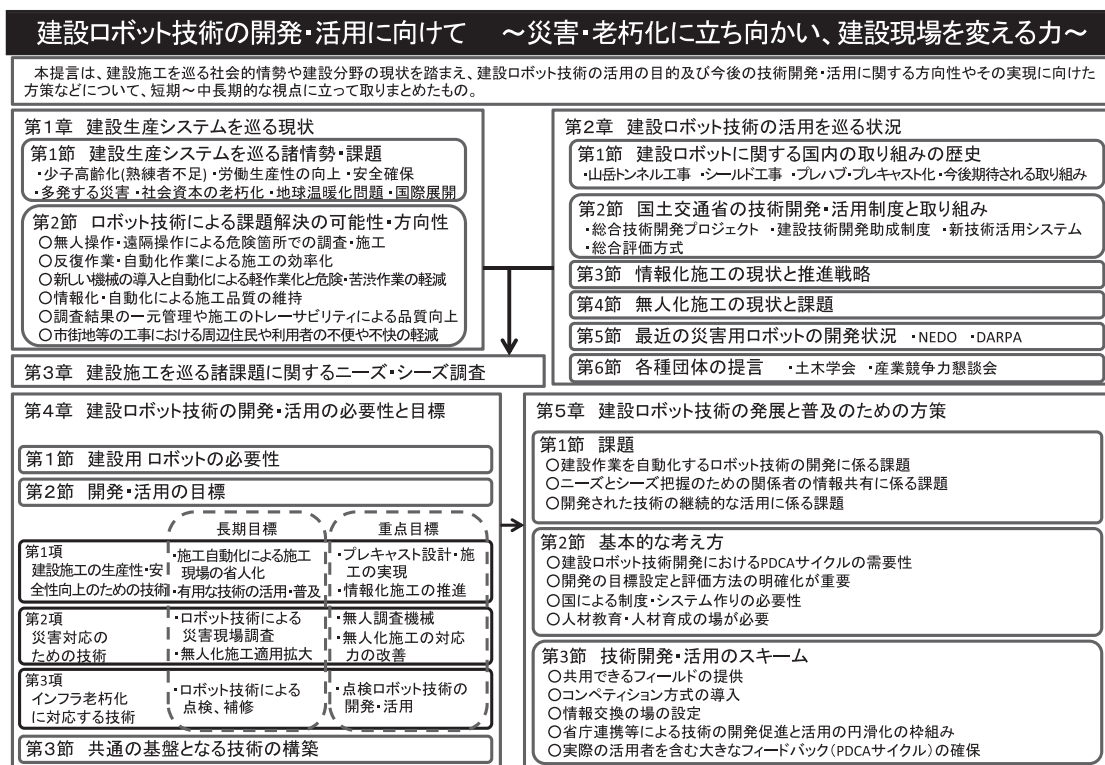 建設ロボット技術の開発・活用に向けて　～災害・老朽化に立ち向かい、建設現場を変える力～
本提言は、建設施工を巡る社会的情勢や建設分野の現状を踏まえ、建設ロボット技術の活用の目的及び今後の技術開発・活用に関する方向性やその実現に向けた
方策などについて、短期～中長期的な視点に立って取りまとめたもの。
第１章 建設生産システムを巡る現状
第1節 建設生産システムを巡る諸情勢・課題
・少子高齢化(熟練者不足) ・労働生産性の向上 ・安全確保
・多発する災害 ・社会資本の老朽化 ・地球温暖化問題 ・国際展開
第2節 ロボット技術による課題解決の可能性・方向性
○無人操作・遠隔操作による危険箇所での調査・施工
○反復作業・自動化作業による施工の効率化
○新しい機械の導入と自動化による軽作業化と危険・苦渋作業の軽減
○情報化・自動化による施工品質の維持
○調査結果の一元管理や施工のトレーサビリティによる品質向上
○市街地等の工事における周辺住民や利用者の不便や不快の軽減
第２章 建設ロボット技術の活用を巡る状況
第1節 建設ロボットに関する国内の取り組みの歴史
・山岳トンネル工事 ・シールド工事 ・プレハブ・プレキャスト化 ・今後期待される取り組み
第2節 国土交通省の技術開発・活用制度と取り組み
・総合技術開発プロジェクト ・建設技術開発助成制度 ・新技術活用システム
・総合評価方式
第3節 情報化施工の現状と推進戦略
第4節 無人化施工の現状と課題
第5節 最近の災害用ロボットの開発状況 ・NEDO ・DARPA
第6節 各種団体の提言 ・土木学会 ・産業競争力懇談会
第３章 建設施工を巡る諸課題に関するニーズ・シーズ調査
第４章 建設ロボット技術の開発・活用の必要性と目標
第１節 建設用 ロボットの必要性
第２節 開発・活用の目標
長期目標 重点目標
第1項
建設施工の生産性・安
全性向上のための技術
・施工自動化による施工
現場の省人化
・有用な技術の活用・普及
・プレキャスト設計・施
工の実現
・情報化施工の推進
第2項
災害対応の
ための技術
・ロボット技術による
災害現場調査
・無人化施工適用拡大
・無人調査機械
・無人化施工の対応
力の改善
第3項
インフラ老朽化
に対応する技術
・ロボット技術による
点検、補修
・点検ロボット技術の
開発・活用
第３節 共通の基盤となる技術の構築
第５章 建設ロボット技術の発展と普及のための方策
第1節 課題
○建設作業を自動化するロボット技術の開発に係る課題
○ニーズとシーズ把握のための関係者の情報共有に係る課題
○開発された技術の継続的な活用に係る課題
第2節 基本的な考え方
○建設ロボット技術開発におけるPDCAサイクルの需要性
○開発の目標設定と評価方法の明確化が重要
○国による制度・システム作りの必要性
○人材教育・人材育成の場が必要
第3節 技術開発・活用のスキーム
○共用できるフィールドの提供
○コンペティション方式の導入
○情報交換の場の設定
○省庁連携等による技術の開発促進と活用の円滑化の枠組み
○実際の活用者を含む大きなフィードバック(PDCAサイクル)の確保